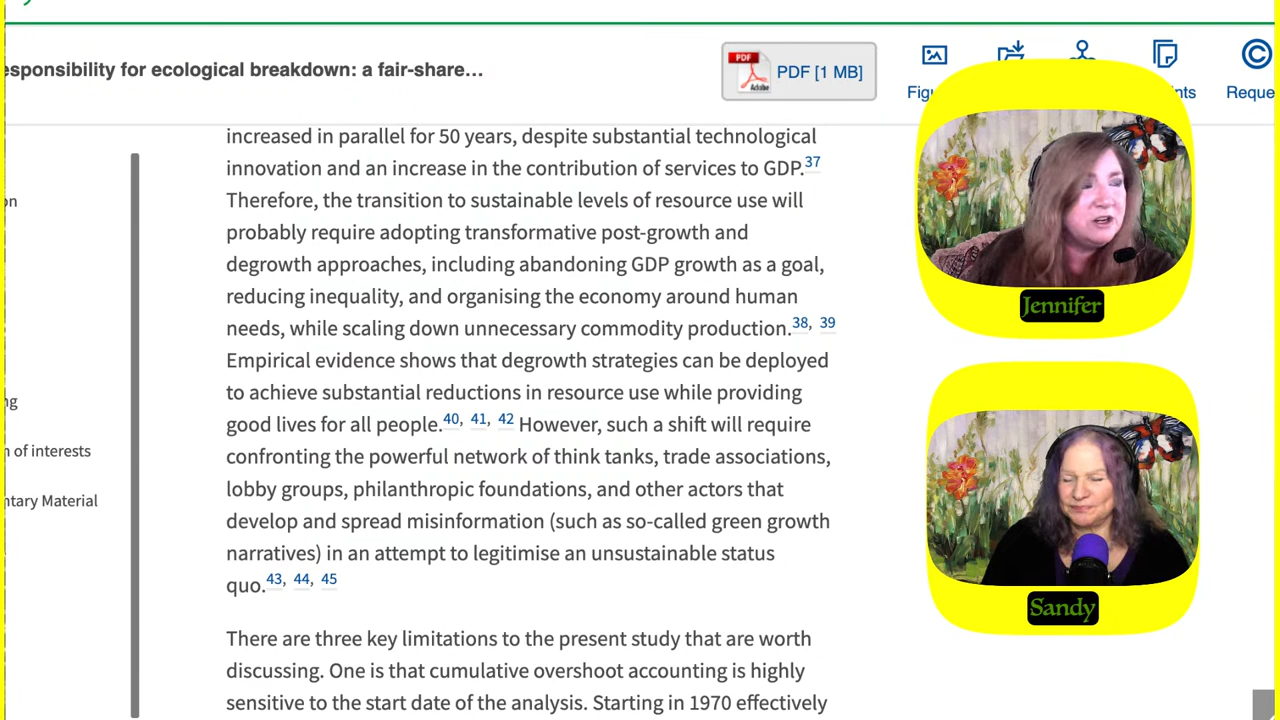 esponsibility for ecological breakdown: a fair-share…
PDF
Adobe
PDF [1 MB]
Figu
nts
Reque
on
ng
n of interests
ntary Material
increased in parallel for 50 years, despite substantial technological
innovation and an increase in the contribution of services to GDP.37
Therefore, the transition to sustainable levels of resource use will
probably require adopting transformative post-growth and
degrowth approaches, including abandoning GDP growth as a goal,
reducing inequality, and organising the economy around human
needs, while scaling down unnecessary commodity production.38, 39
Empirical evidence shows that degrowth strategies can be deployed
to achieve substantial reductions in resource use while providing
good lives for all people.40, 41, 42 However, such a shift will require
confronting the powerful network of think tanks, trade associations,
lobby groups, philanthropic foundations, and other actors that
develop and spread misinformation (such as so-called green growth
narratives) in an attempt to legitimise an unsustainable status
quo.43, 44, 45
There are three key limitations to the present study that are worth
discussing. One is that cumulative overshoot accounting is highly
sensitive to the start date of the analysis. Starting in 1970 effectively
Jennifer
Sandy